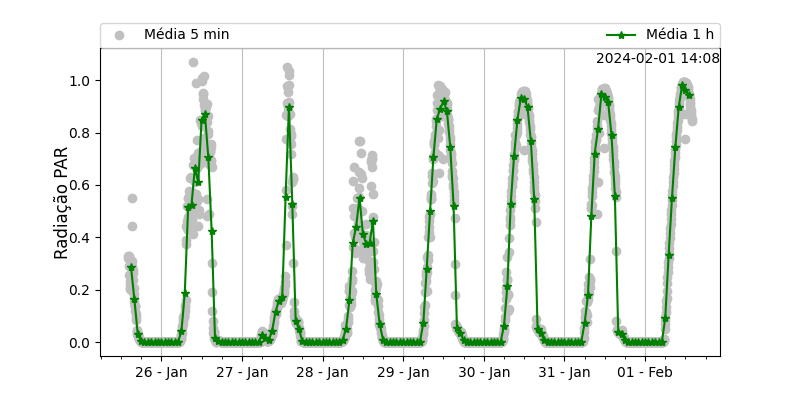 Média 5 min
Média 1 h
2024-02-01 14:08
Radiação PAR
1.0
0.8
0.6
0.4
0.2
0.0
26 - Jan
27 - Jan
28 - Jan
29 - Jan
30 - Jan
31 - Jan
01 - Feb